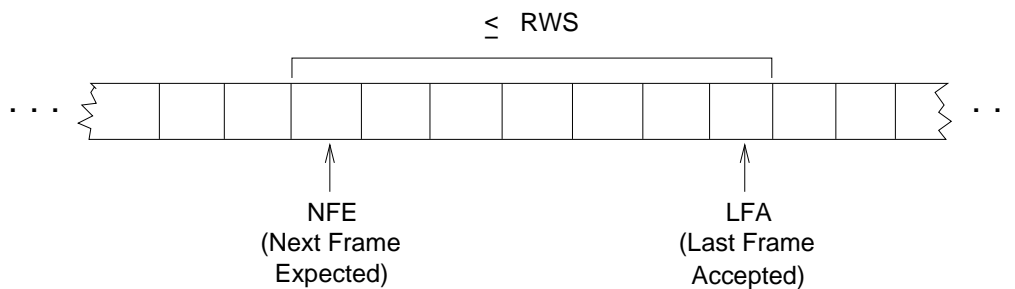 ≤ RWS
. . .
. .
NFE
(Next Frame
Expected)
LFA
(Last Frame
Accepted)